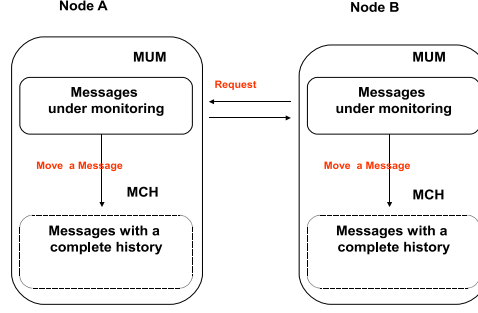 Node A
Node B
MUM
MUM
Messages
under monitoring
Request
Messages
under monitoring
Move a Message
Move a Message
MCH
MCH
Messages with a
complete history
Messages with a
complete history